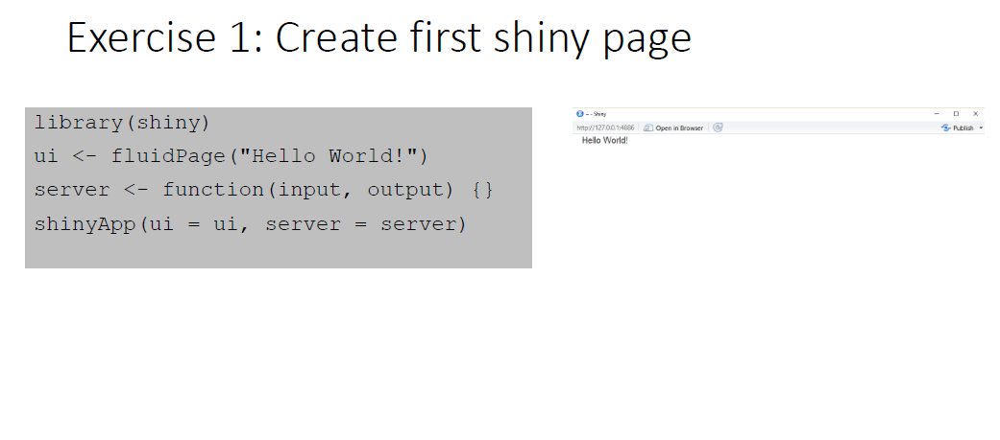 Exercise 1: Create first shiny page
library(shiny)
ui <- fluidPage("Hello World!")
server <- function(input, output) {}
shinyApp(ui = ui, server = server)
~ - Shiny
http://127.0.0.1:4886 Open in Browser Publish
Hello World!